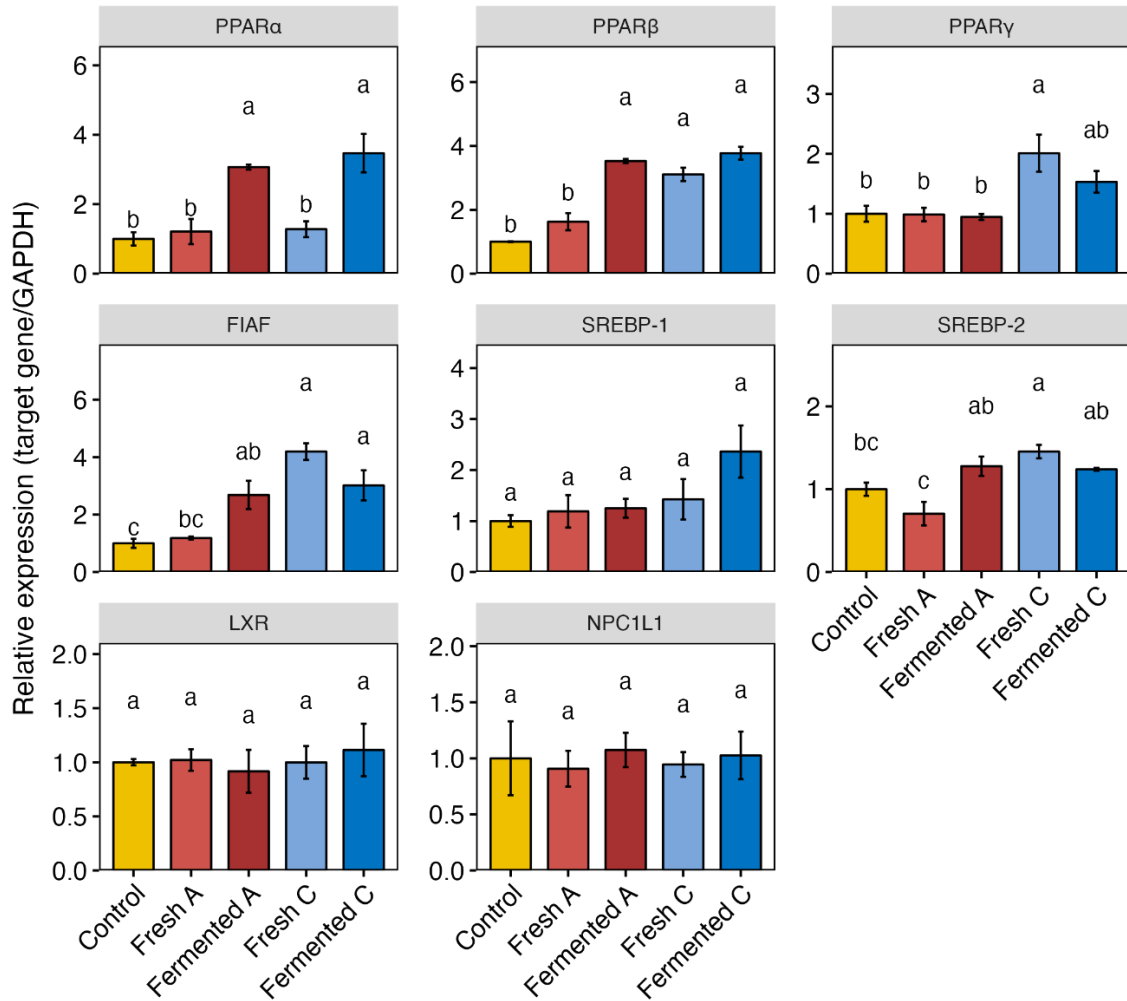 Relative expression (target gene/GAPDH)
PPARα
6
4
2
0
b
b
a
b
a
PPARβ
6
4
2
0
b
b
a
a
a
PPARγ
3
2
1
0
b
b
b
a
ab
FIAF
6
4
2
0
c
bc
ab
a
a
SREBP-1
4
3
2
1
0
a
a
a
a
a
SREBP-2
2
1
0
bc
c
ab
a
ab
Control
Fresh A
Fermented A
Fresh C
Fermented C
LXR
2.0
1.5
1.0
0.5
0.0
a
a
a
a
a
Control
Fresh A
Fermented A
Fresh C
Fermented C
NPC1L1
2.0
1.5
1.0
0.5
0.0
a
a
a
a
a
Control
Fresh A
Fermented A
Fresh C
Fermented C